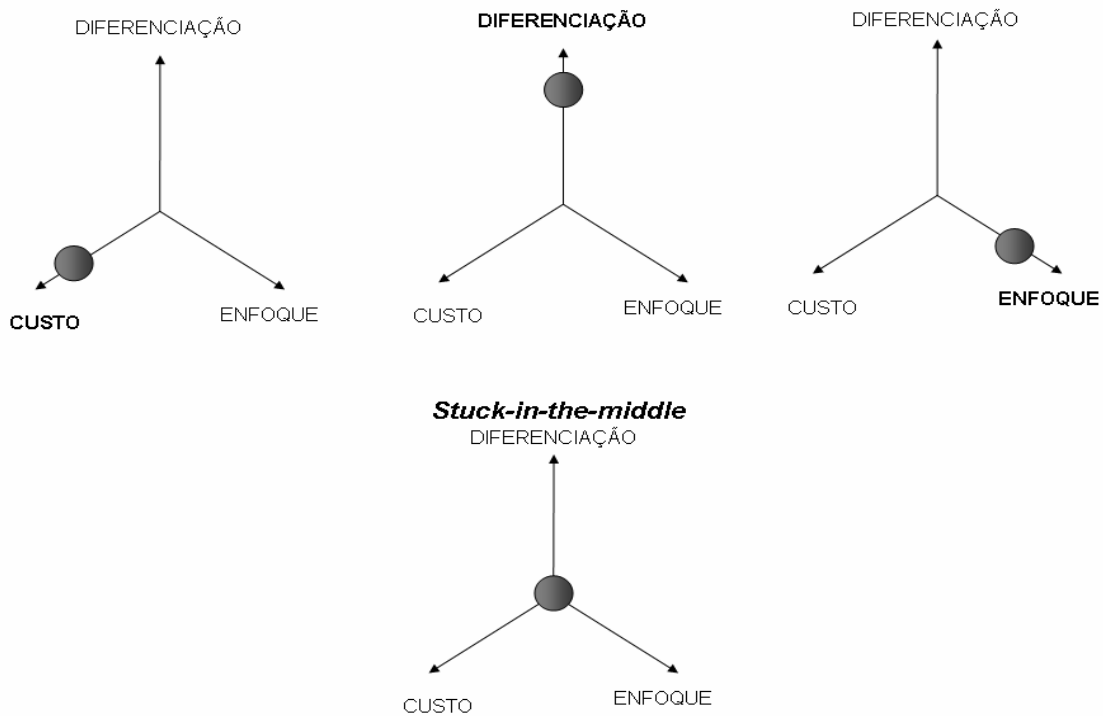 DIFERENCIAÇÃO
CUSTO
ENFOQUE
DIFERENCIAÇÃO
CUSTO
ENFOQUE
DIFERENCIAÇÃO
CUSTO
ENFOQUE
Stuck-in-the-middle
DIFERENCIAÇÃO
CUSTO
ENFOQUE